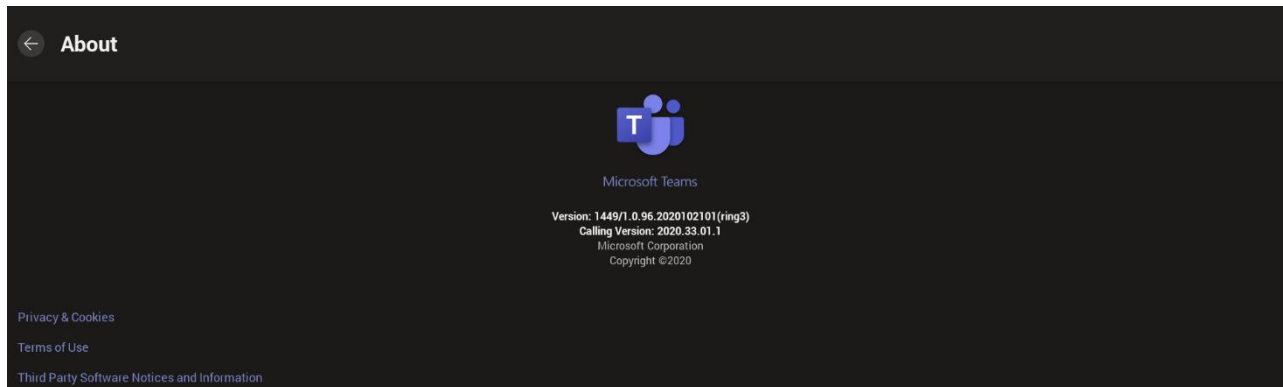 About
T
Microsoft Teams
Version: 1449/1.0.96.2020102101(ring3)
Calling Version: 2020.33.01.1
Microsoft Corporation
Copyright ©2020
Privacy & Cookies
Terms of Use
Third Party Software Notices and Information